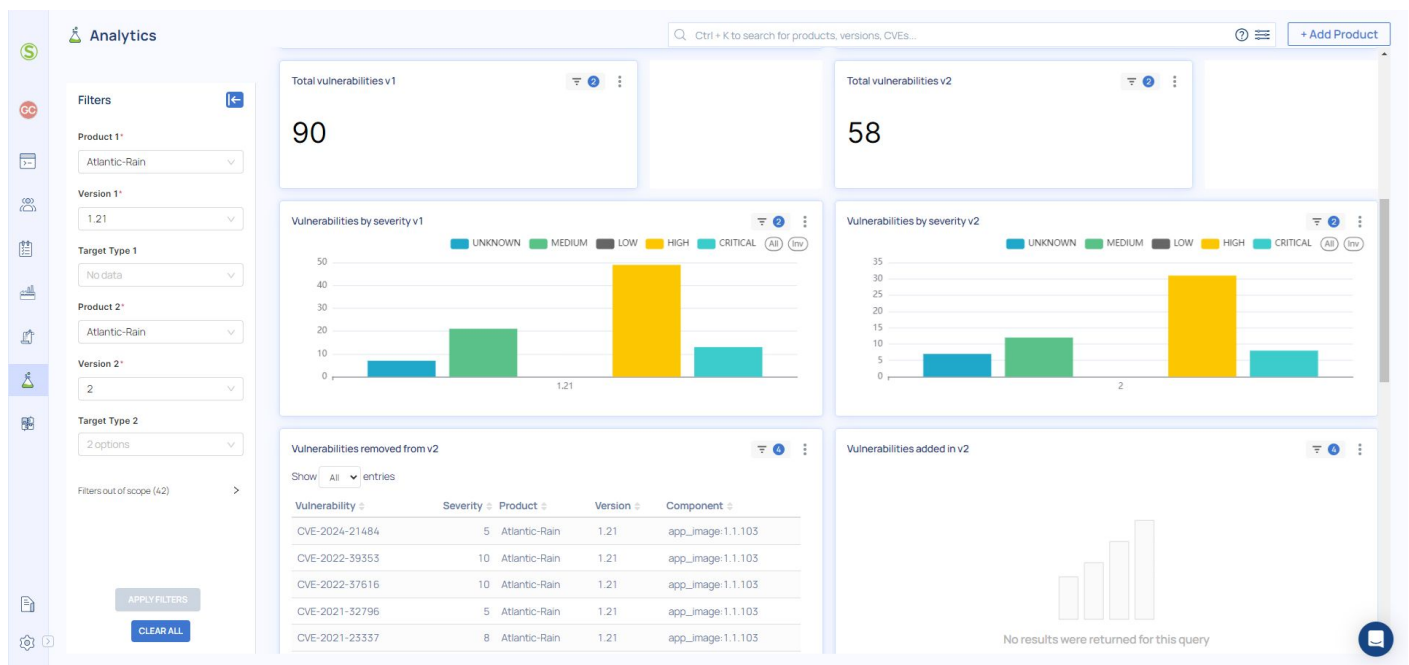 Analytics
Ctrl + K to search for products, versions, CVEs...
+ Add Product
S
GC
Filters
Product 1*
Atlantic-Rain
Version 1*
1.21
Target Type 1
No data
Product 2*
Atlantic-Rain
Version 2*
2
Target Type 2
2 options
Filters out of scope (42)
APPLY FILTERS
CLEAR ALL
Total vulnerabilities v1
2
90
Total vulnerabilities v2
2
58
Vulnerabilities by severity v1
2
UNKNOWN MEDIUM LOW HIGH CRITICAL All Inv
50
40
30
20
10
0
1.21
Vulnerabilities by severity v2
2
UNKNOWN MEDIUM LOW HIGH CRITICAL All Inv
35
30
25
20
15
10
5
0
2
Vulnerabilities removed from v2
4
Show All entries
Vulnerability Severity Product Version Component
CVE-2024-21484 5 Atlantic-Rain 1.21 app_image:1.1.103
CVE-2022-39353 10 Atlantic-Rain 1.21 app_image:1.1.103
CVE-2022-37616 10 Atlantic-Rain 1.21 app_image:1.1.103
CVE-2021-32796 5 Atlantic-Rain 1.21 app_image:1.1.103
CVE-2021-23337 8 Atlantic-Rain 1.21 app_image:1.1.103
Vulnerabilities added in v2
4
No results were returned for this query